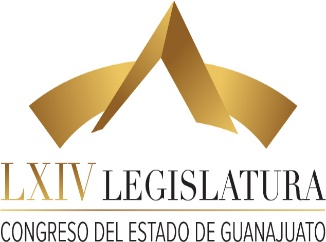 LXIV LEGISLATURA
CONGRESO DEL ESTADO DE GUANAJUATO